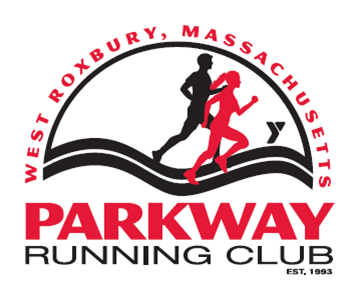 WEST ROXBURY, MASSACHUSETTS
PARKWAY
RUNNING CLUB
EST. 1993